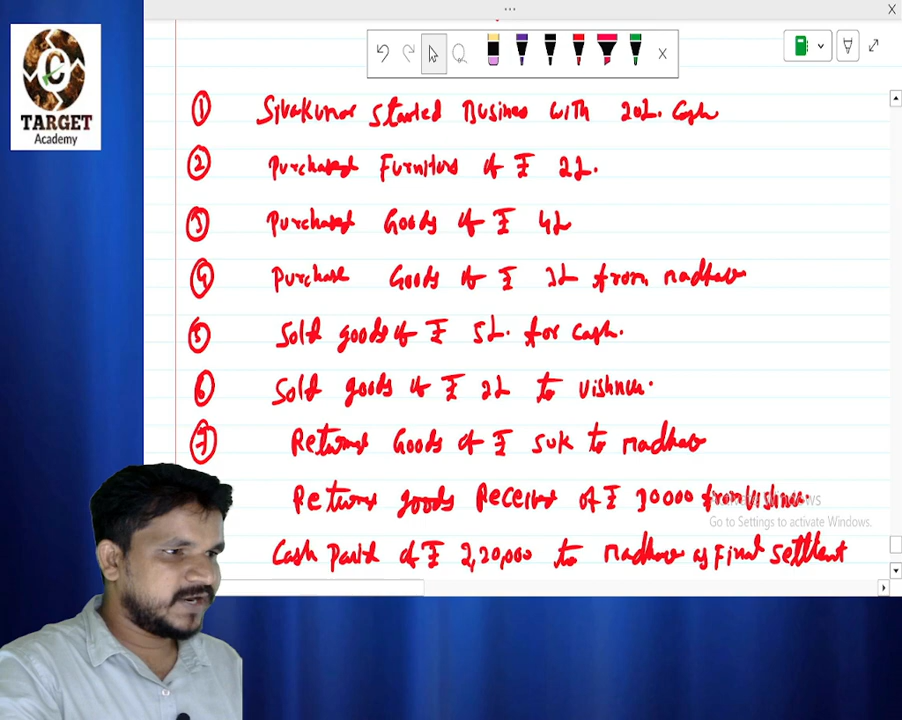 TARGET
Academy
① Sivakumar Started Business with 20L. Cash
② Purchased Furniture of ₹ 2L.
③ Purchased Goods of ₹ 4L
④ Purchase Goods of ₹ 3L from madhav
⑤ Sold goods of ₹ 5L. for cash.
⑥ Sold goods of ₹ 2L to vishnu.
⑦ Returned Goods of ₹ 50K to madhav
Returned goods Received of ₹ 30000 from vishnu.
Go to Settings to activate Windows.
Cash Paid of ₹ 2,20,000 to madhav as Final settlent